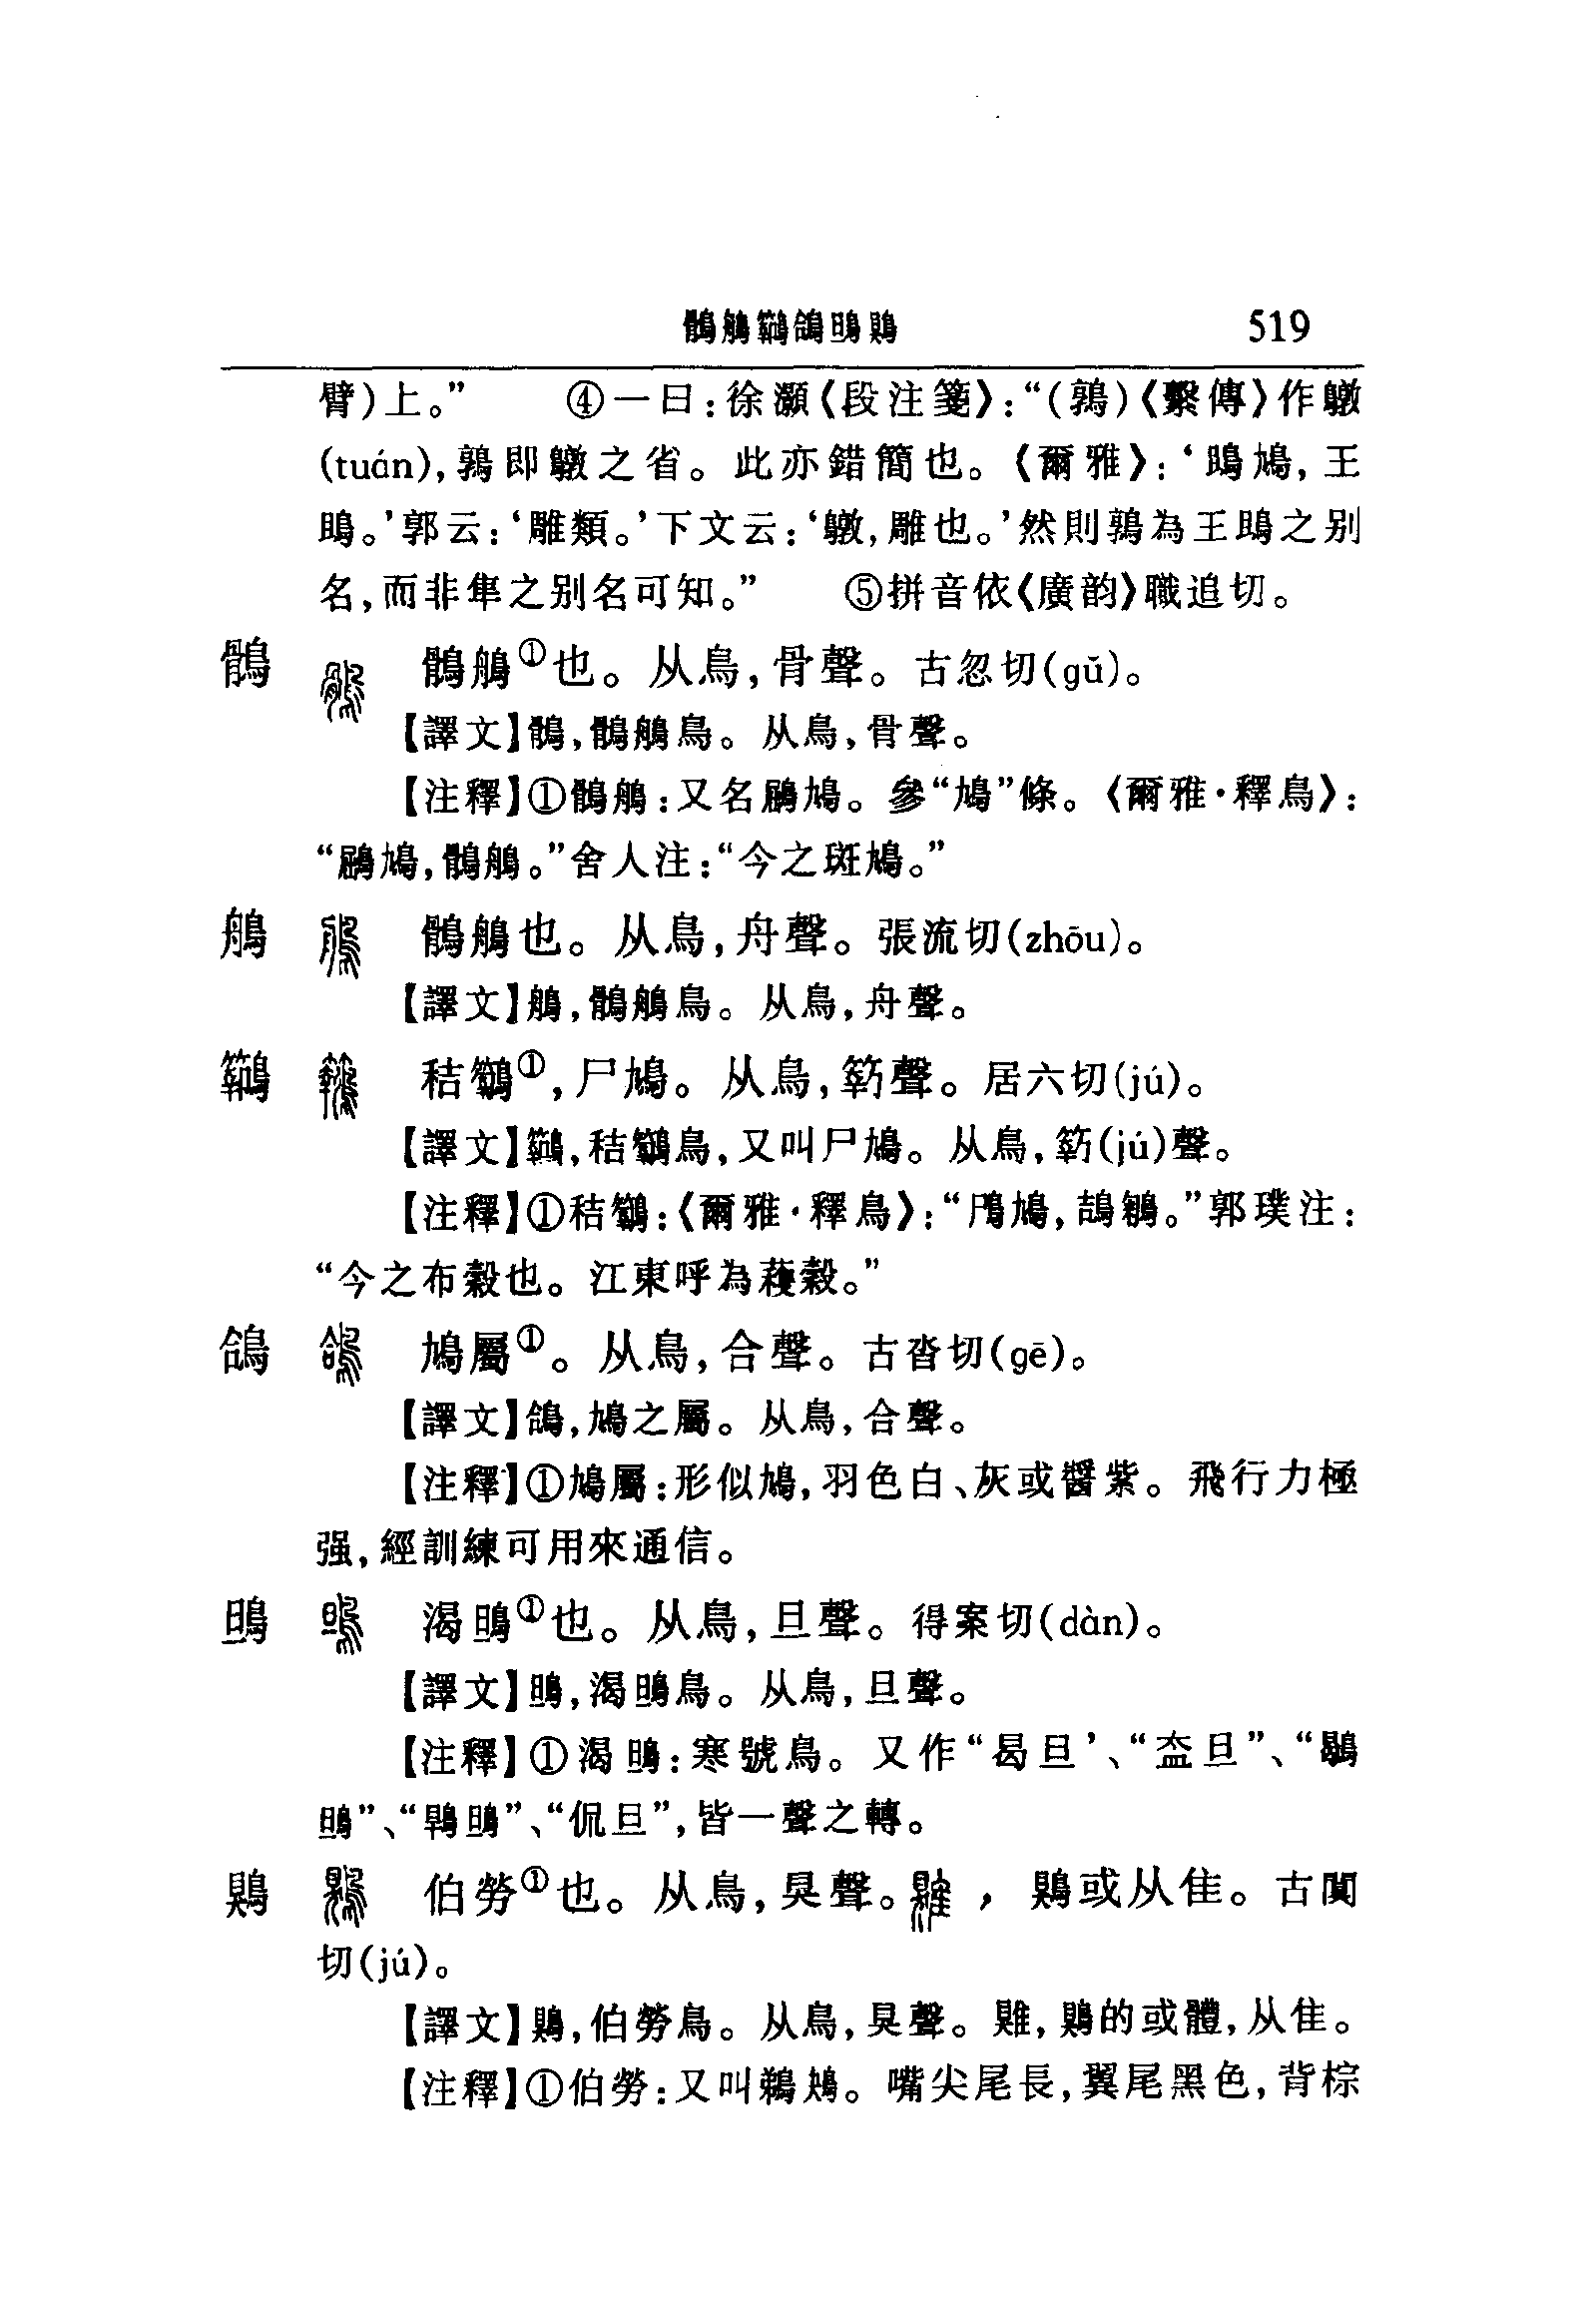 鶻鵃鵴鴿鴠鶪 519
臂)上。” ④一曰:徐灝《段注箋》:“(鶉)《繫傳》作鷻
(tuán),鶉即鷻之省。此亦錯簡也。《爾雅》:‘鴡鳩,王
鴡。’郭云:‘雕類。’下文云:‘鷻,雕也。’然則鶉為王鴡之别
名,而非隼之别名可知。” ⑤拼音依《廣韵》職追切。
鶻 鶻鵃①也。从鳥,骨聲。古忽切(gǔ)。
【譯文】鶻,鶻鵃鳥。从鳥,骨聲。
【注釋】①鶻鵃:又名鶌鳩。參“鳩”條。《爾雅·釋鳥》:
“鶌鳩,鶻鵃。”舍人注:“今之斑鳩。”
鵃 鶻鵃也。从鳥,舟聲。張流切(zhōu)。
【譯文】鵃,鶻鵃鳥。从鳥,舟聲。
秸①,尸鳩。从鳥,聲。居六切(jú)。
【譯文】秸鳥,又叫尸鳩。从鳥,(jú)聲。
【注釋】①秸:《爾雅·釋鳥》:“鳲鳩,鴶鵴。”郭璞注:
“今之布穀也。江東呼為穫穀。”
鴿 鳩屬①。从鳥,合聲。古沓切(gē)。
【譯文】鴿,鳩之屬。从鳥,合聲。
【注釋】①鳩屬:形似鳩,羽色白、灰或醬紫。飛行力極
强,經訓練可用來通信。
鴠 渴鴠①也。从鳥,旦聲。得案切(dàn)。
【譯文】鴠,渴鴠鳥。从鳥,旦聲。
【注釋】①渴鴠:寒號鳥。又作“曷旦’、“盍旦”、“鶡
鴠”、“鳱鴠”、“侃旦”,皆一聲之轉。
鶪 伯勞①也。从鳥,狊聲。，鶪或从隹。古闃
切(jú)。
【譯文】鶪,伯勞鳥。从鳥,狊聲。䧕,鶪的或體,从隹。
【注釋】①伯勞:又叫鵜鴂。嘴尖尾長,翼尾黑色,背棕